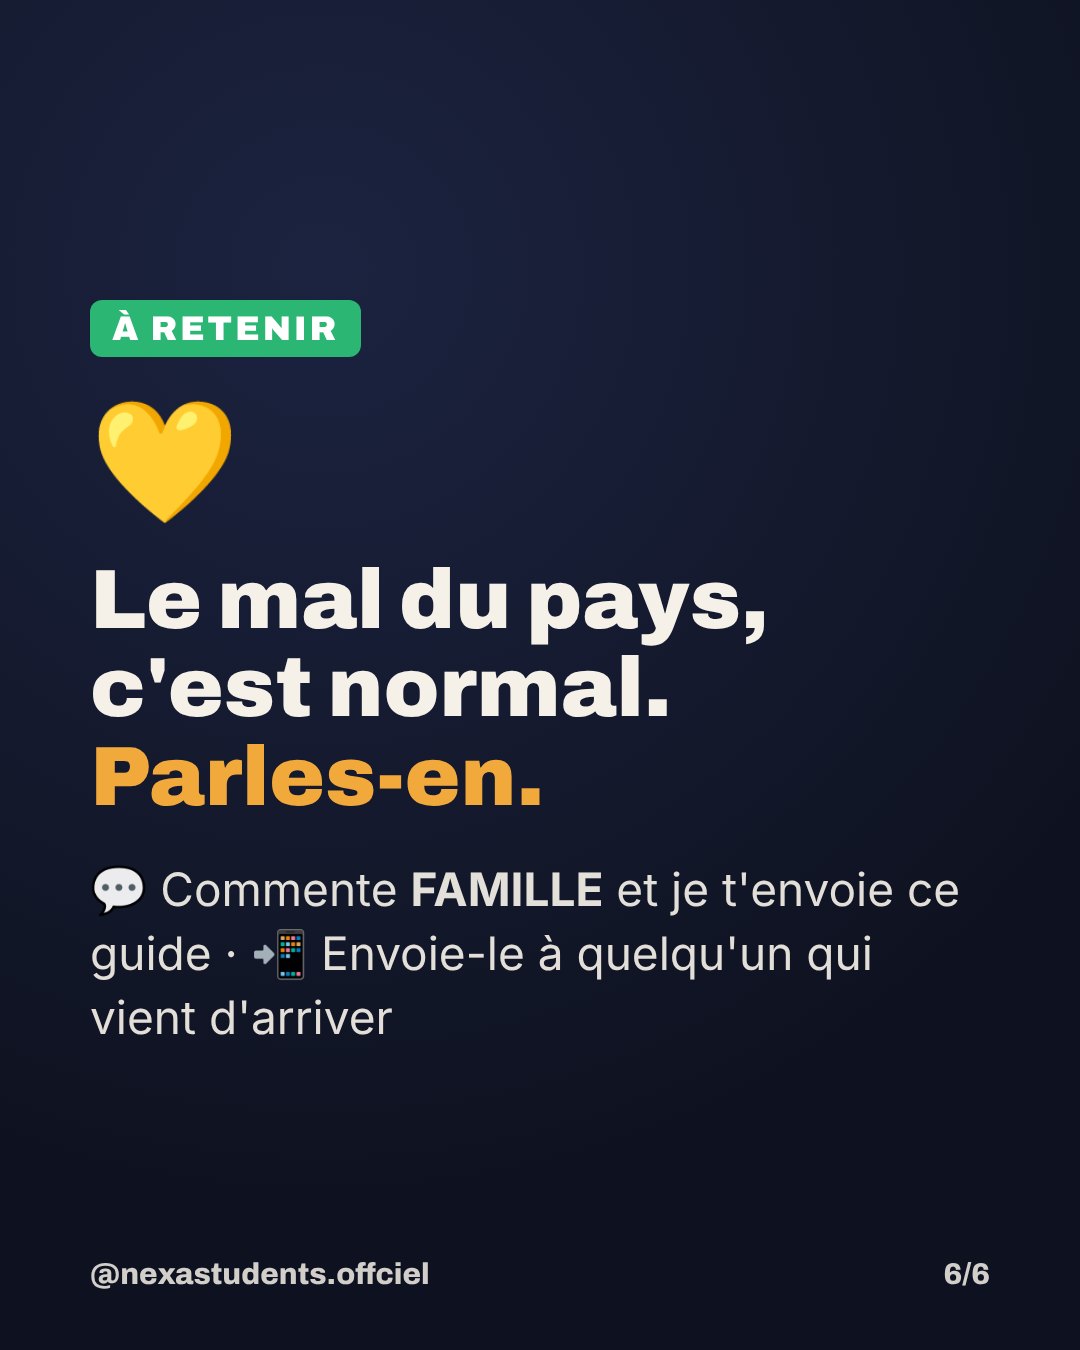 À RETENIR
Le mal du pays,
c'est normal.
Parles-en.
💬 Commente FAMILLE et je t'envoie ce
guide · 📲 Envoie-le à quelqu'un qui
vient d'arriver
@nexastudents.offciel
6/6